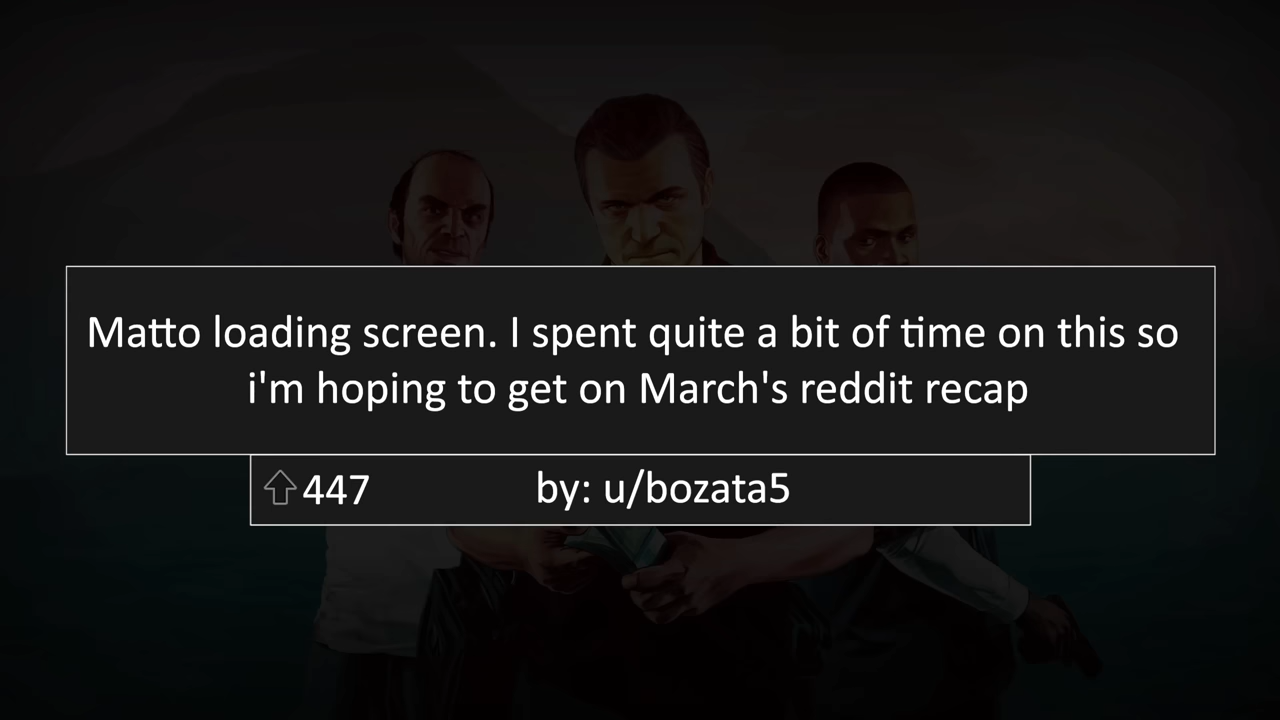 Matto loading screen. I spent quite a bit of time on this so
i'm hoping to get on March's reddit recap
447 by: u/bozata5